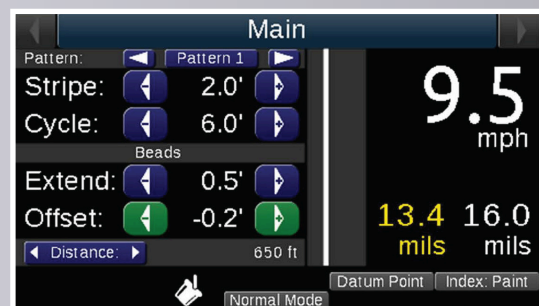 Main
Pattern: Pattern 1
Stripe: 2.0'
Cycle: 6.0'
Beads
Extend: 0.5'
Offset: -0.2'
Distance: 650 ft
9.5
mph
13.4 16.0
mils mils
Datum Point Index: Paint
Normal Mode